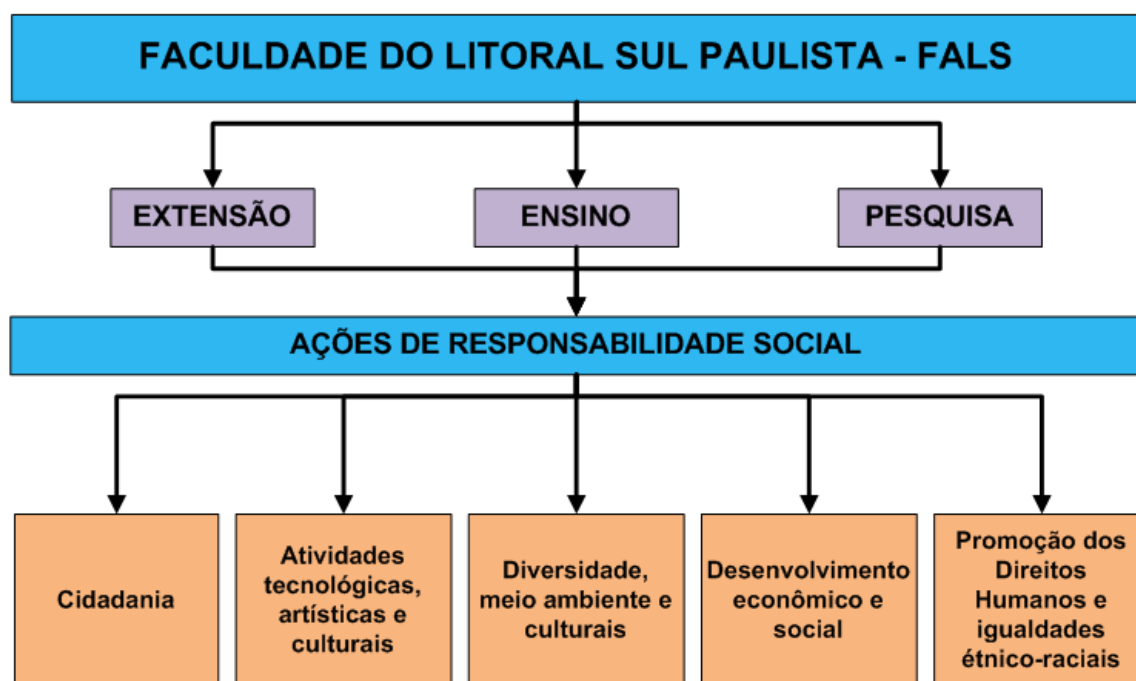 FACULDADE DO LITORAL SUL PAULISTA - FALS
EXTENSÃO
ENSINO
PESQUISA
AÇÕES DE RESPONSABILIDADE SOCIAL
Cidadania
Atividades
tecnológicas,
artísticas e
culturais
Diversidade,
meio ambiente e
culturais
Desenvolvimento
econômico e
social
Promoção dos
Direitos
Humanos e
igualdades
étnico-raciais